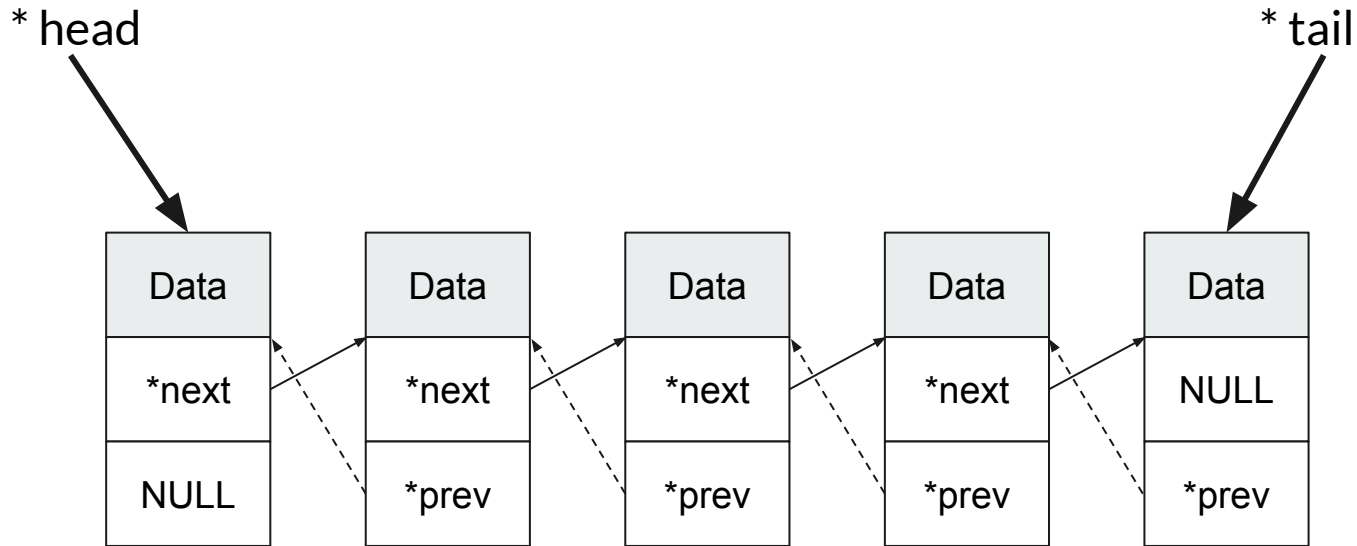 * head
* tail
Data
Data
Data
Data
Data
*next
*next
*next
*next
NULL
NULL
*prev
*prev
*prev
*prev